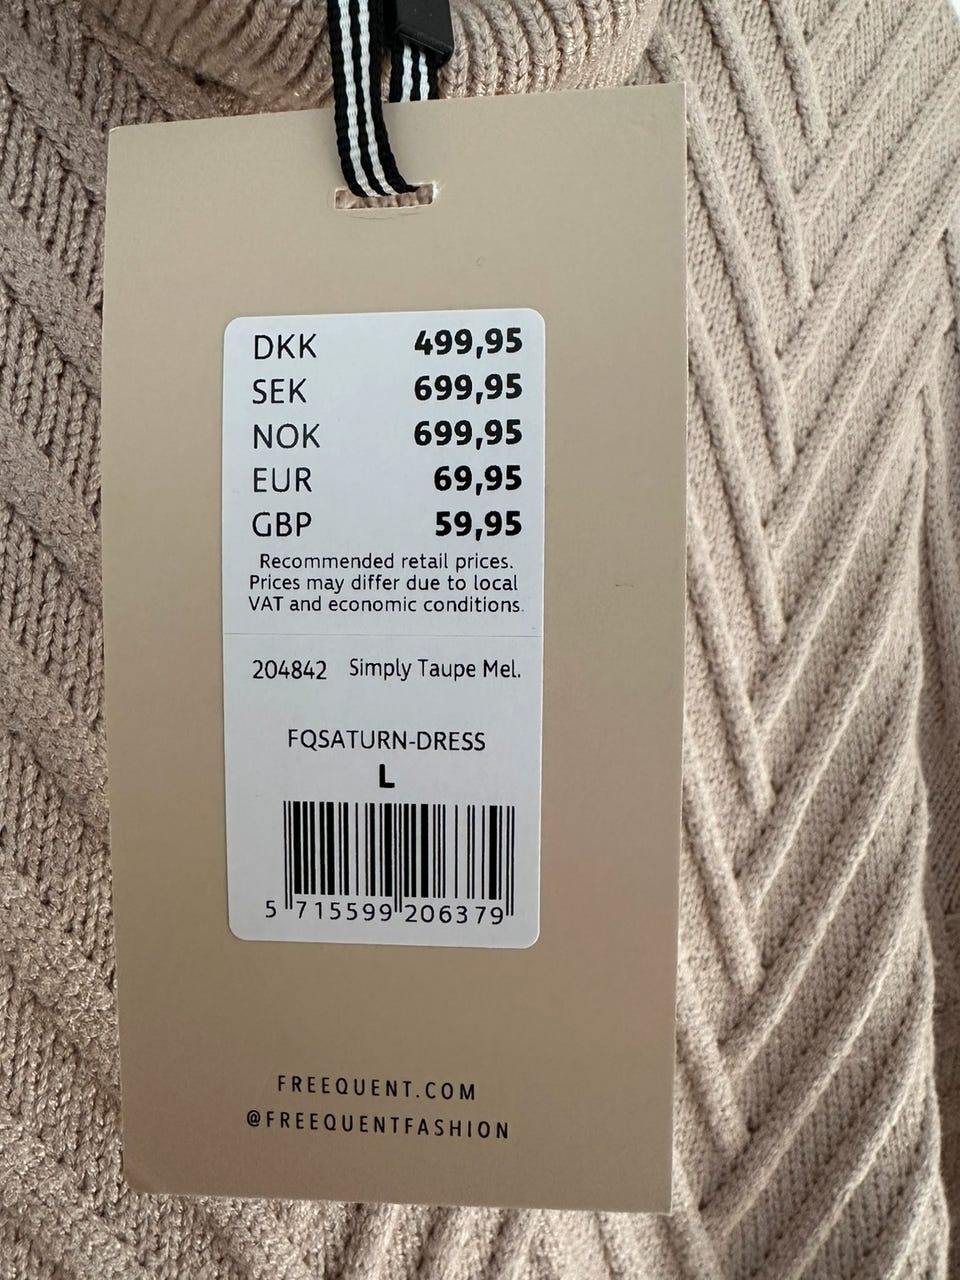 DKK 499,95
SEK 699,95
NOK 699,95
EUR 69,95
GBP 59,95
Recommended retail prices.
Prices may differ due to local
VAT and economic conditions.
204842 Simply Taupe Mel.
FQSATURN-DRESS
L
5 715599 206379
FREEQUENT.COM
@FREEQUENTFASHION